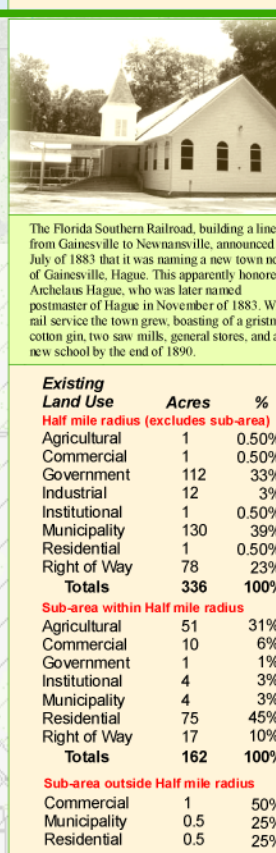 The Florida Southern Railroad, building a line
from Gainesville to Newnansville, announced
July of 1883 that it was naming a new town
of Gainesville, Hague. This apparently
Archelaus Hague, who was later named
postmaster of Hague in November of 1883.
rail service the town grew, boasting of a
cotton gin, two saw mills, general stores, and
new school by the end of 1890.
Existing
Land Use Acres %
Half mile radius (excludes sub-area)
Agricultural 1 0.50%
Commercial 1 0.50%
Government 112 33%
Industrial 12 3%
Institutional 1 0.50%
Municipality 130 39%
Residential 1 0.50%
Right of Way 78 23%
Totals 336 100%
Sub-area within Half mile radius
Agricultural 51 31%
Commercial 10 6%
Government 1 1%
Institutional 4 3%
Municipality 4 3%
Residential 75 45%
Right of Way 17 10%
Totals 162 100%
Sub-area outside Half mile radius
Commercial 1 50%
Municipality 0.5 25%
Residential 0.5 25%